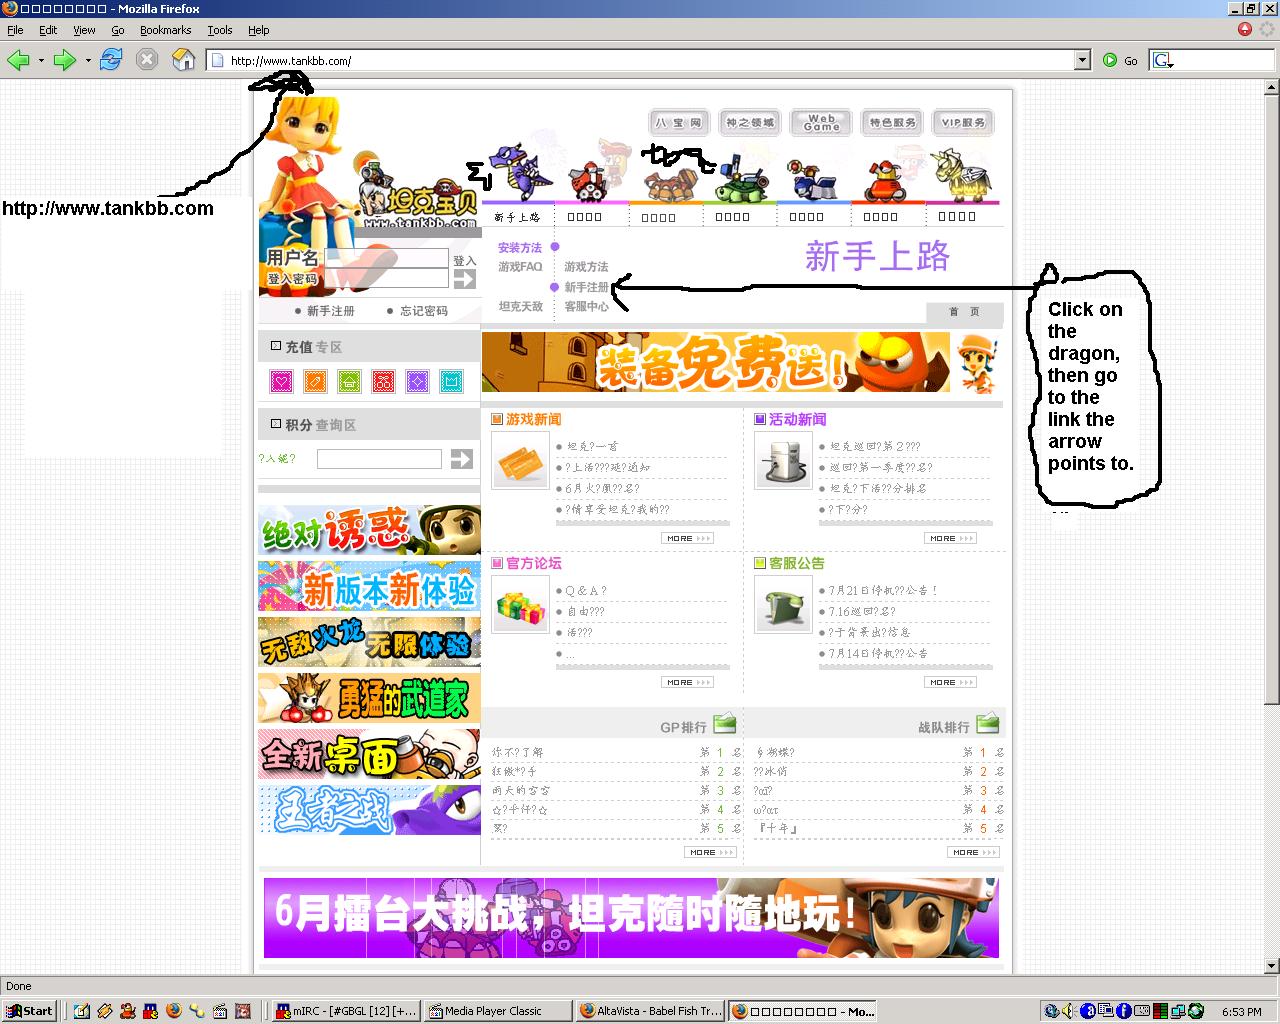 □□□□□□□□ - Mozilla Firefox
File Edit View Go Bookmarks Tools Help
http://www.tankbb.com/
Go
http://www.tankbb.com
八宝网 神之领域 Web Game 特色服务 VIP服务
坦克宝贝
www.tankbb.com
新手上路 □□□□ □□□□ □□□□ □□□□ □□□□ □□□□
用户名
登入密码
登入
新手注册
忘记密码
安装方法
游戏FAQ 游戏方法
新手注册
坦克天敌 客服中心
新手上路
首 页
Click on
the
dragon,
then go
to the
link the
arrow
points to.
充值专区
装备免费送!
积分查询区
?入昵?
游戏新闻
坦克?一百
?上活???延?通知
6月火?凰??名?
?情享受坦克?我的??
MORE
活动新闻
坦克巡回?第２???
巡回?第一季度??名?
坦克?下活??分排名
?下?分?
MORE
绝对诱惑
新版本新体验
无敌火龙无限体验
勇猛的武道家
全新桌面
王者之战
官方论坛
Ｑ＆Ａ?
自由???
活???
...
MORE
客服公告
7月21日停机??公告！
7.16巡回?名?
?于背景出?信息
7月14日停机??公告
MORE
GP排行
你不?了解 第 1 名
狂傲*?手 第 2 名
雨天的宫宫 第 3 名
☆?千仔?☆ 第 4 名
第 5 名
MORE
战队排行
第 1 名
??冰俏 第 2 名
第 3 名
ω?ατ 第 4 名
『十年』 第 5 名
MORE
6月擂台大挑战，坦克随时随地玩!
Done
Start
mIRC - [#GBGL [12] [+...
Media Player Classic
AltaVista - Babel Fish Tr...
□□□□□□□□ - Mo...
6:53 PM